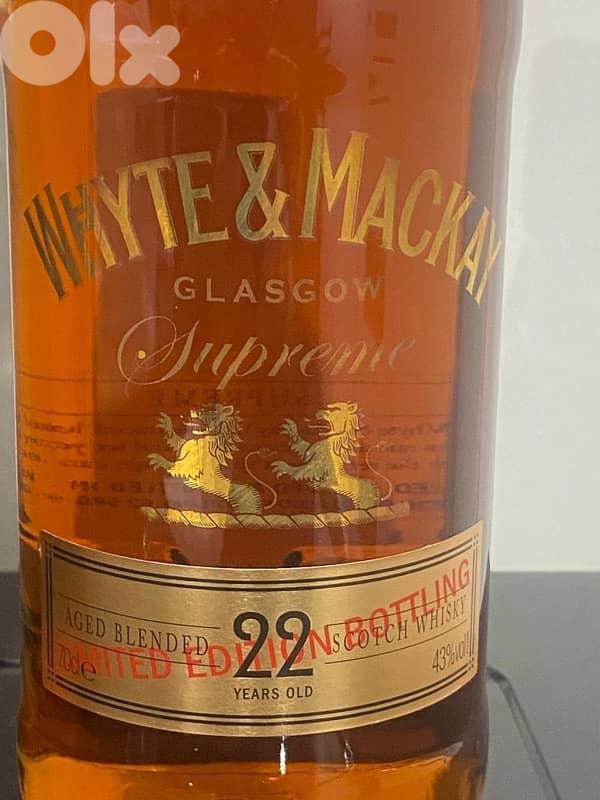 Olx
WHYTE & MACKAY
GLASGOW
Supreme
AGED BLENDED 22 SCOTCH WHISKY
LIMITED EDITION BOTTLING
70cl e
43%vol
YEARS OLD